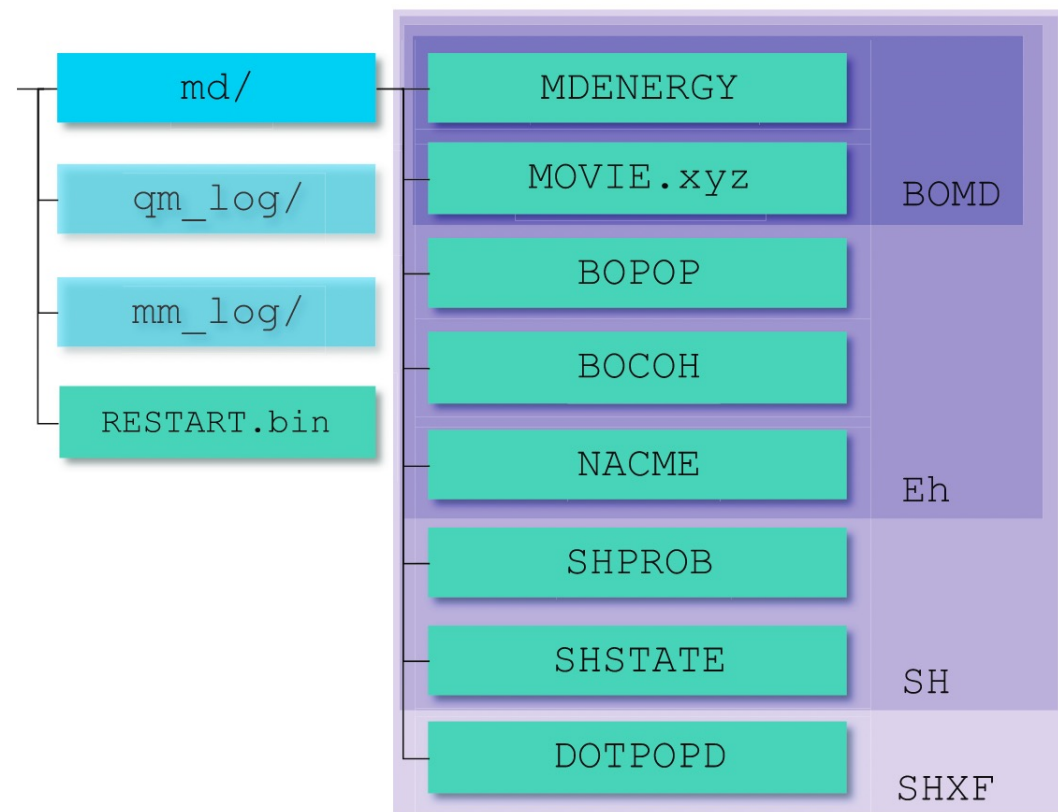 md/
qm_log/
mm_log/
RESTART.bin
MDENERGY
MOVIE.xyz
BOMD
BOPOP
BOCOH
NACME
Eh
SHPROB
SHSTATE
SH
DOTPOPD
SHXF